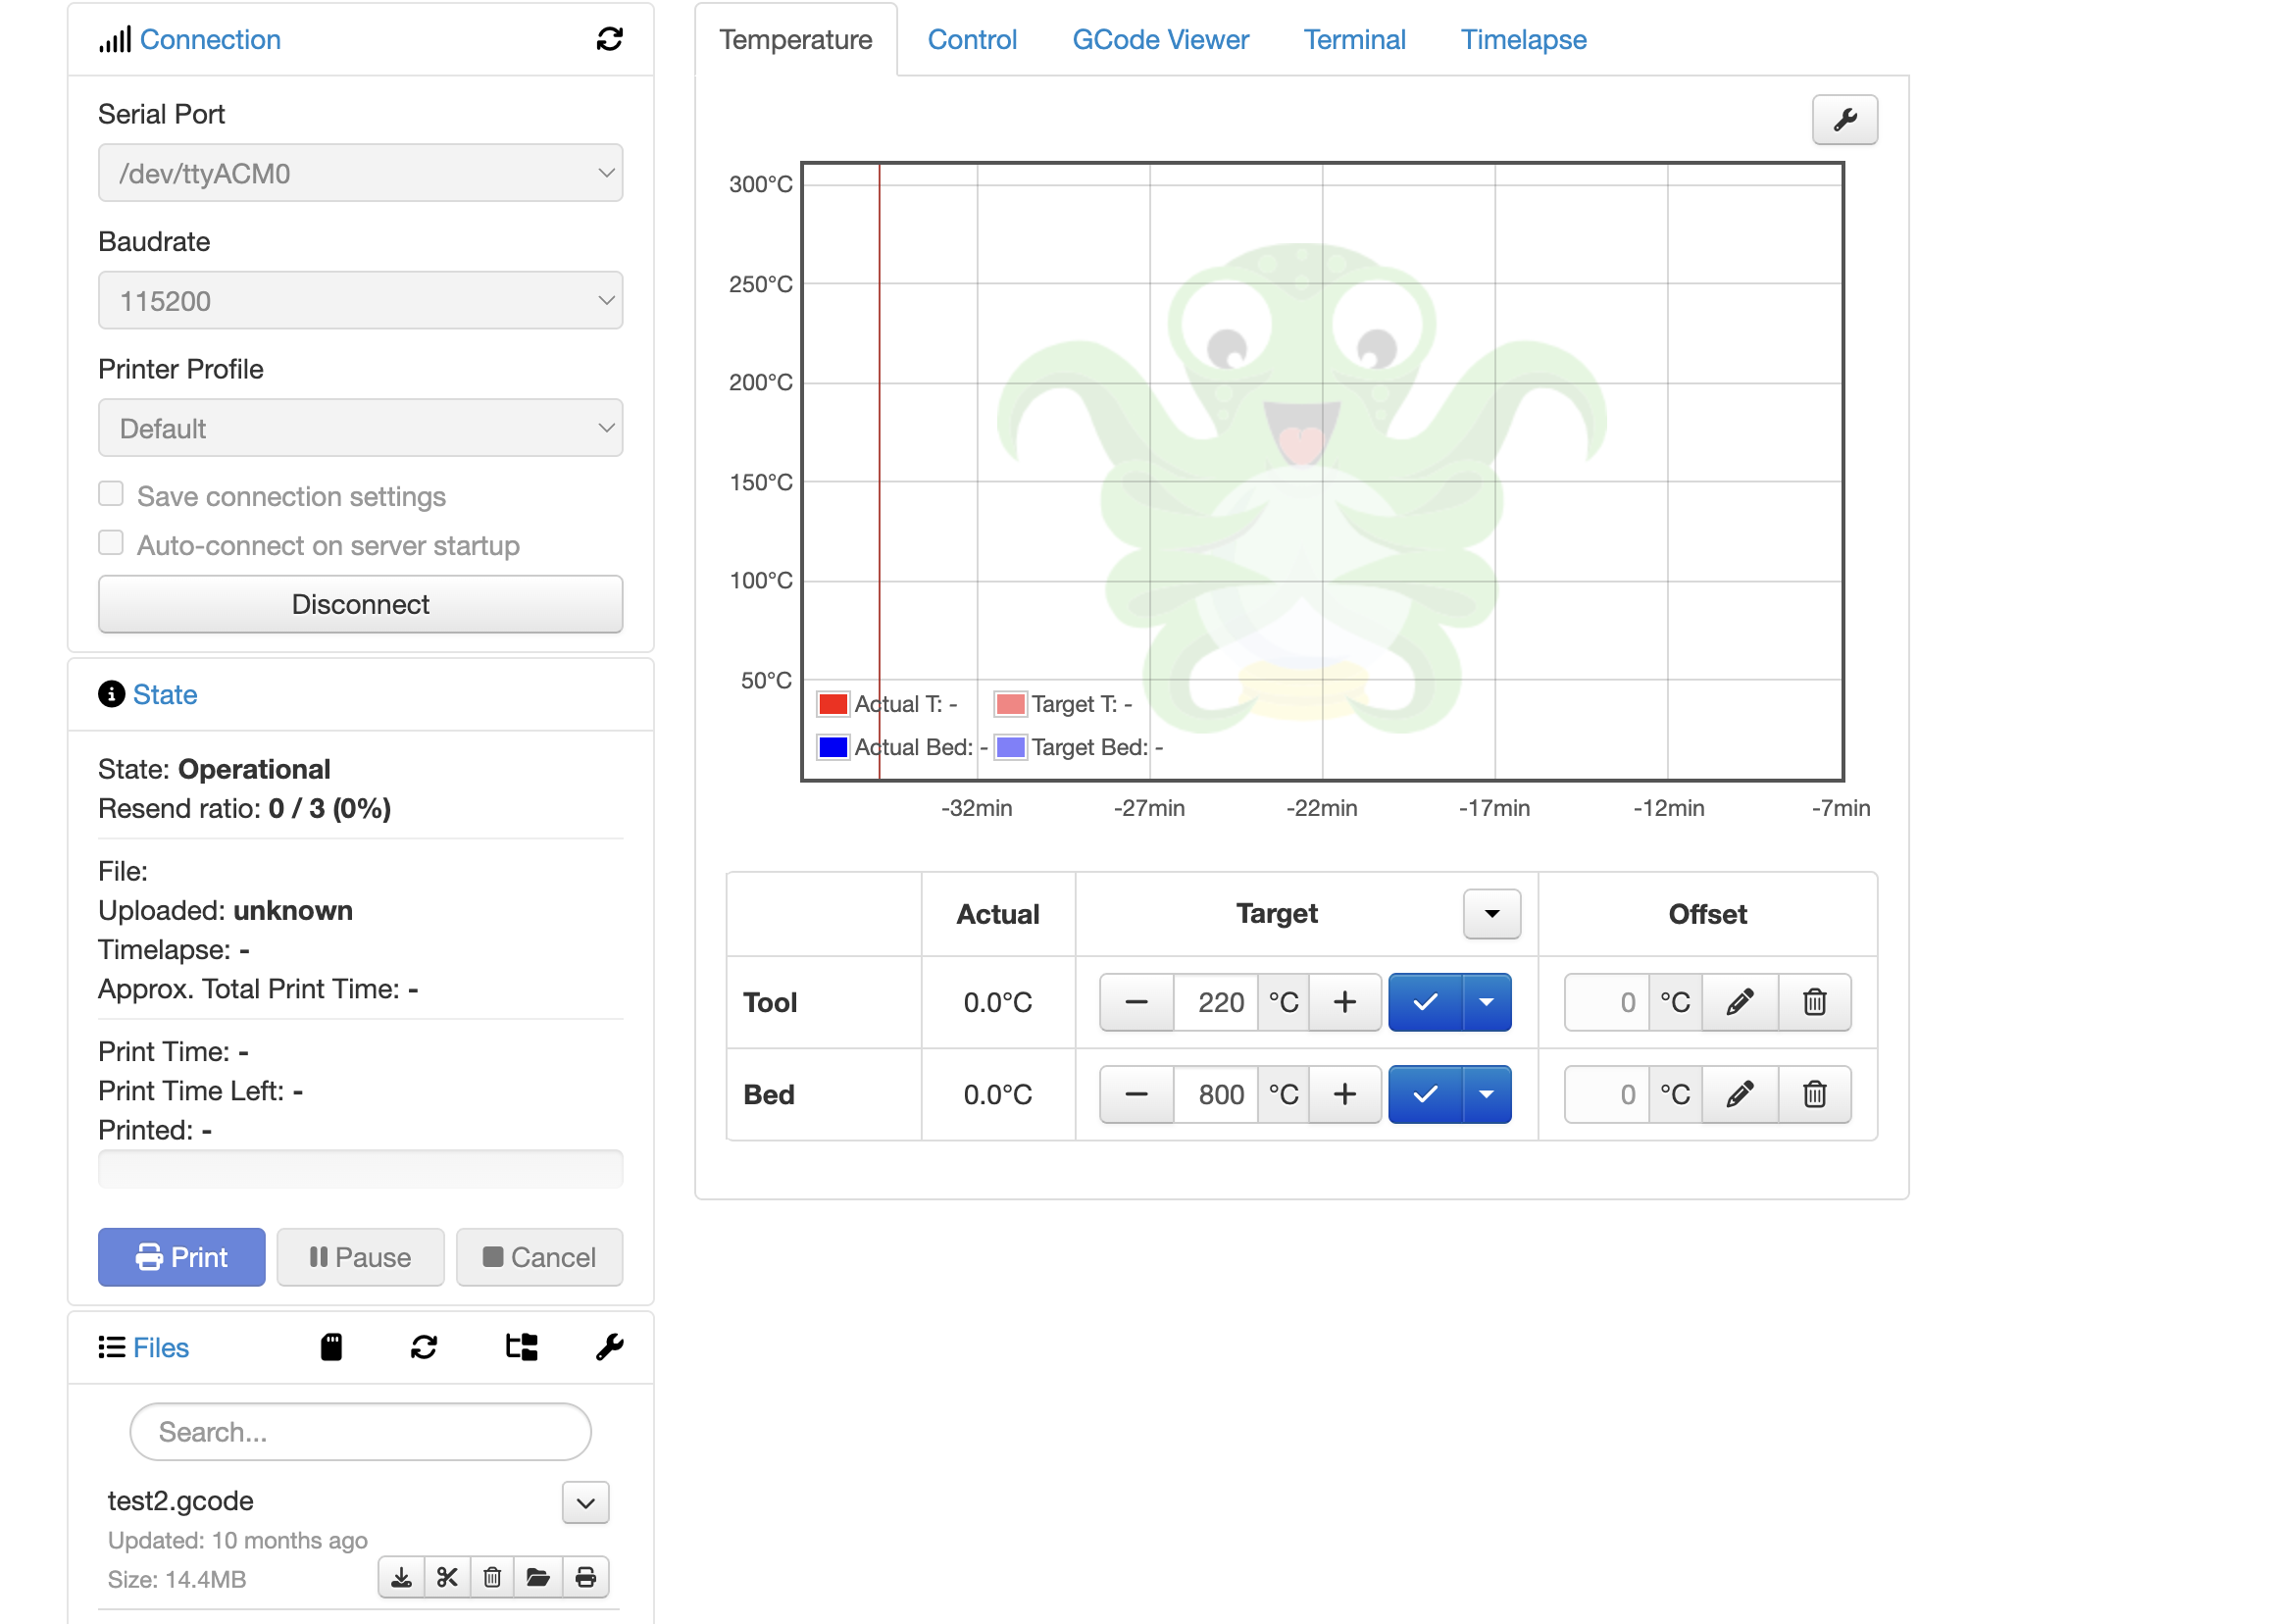 Connection
Serial Port
/dev/ttyACM0
Baudrate
115200
Printer Profile
Default
Save connection settings
Auto-connect on server startup
Disconnect
State
State: Operational
Resend ratio: 0 / 3 (0%)
File:
Uploaded: unknown
Timelapse: -
Approx. Total Print Time: -
Print Time: -
Print Time Left: -
Printed: -
Print Pause Cancel
Files
Search...
test2.gcode
Updated: 10 months ago
Size: 14.4MB
Temperature Control GCode Viewer Terminal Timelapse
300°C
250°C
200°C
150°C
100°C
50°C
Actual T: - Target T: -
Actual Bed: - Target Bed: -
-32min -27min -22min -17min -12min -7min
Actual Target Offset
Tool 0.0°C 220 °C 0 °C
Bed 0.0°C 800 °C 0 °C